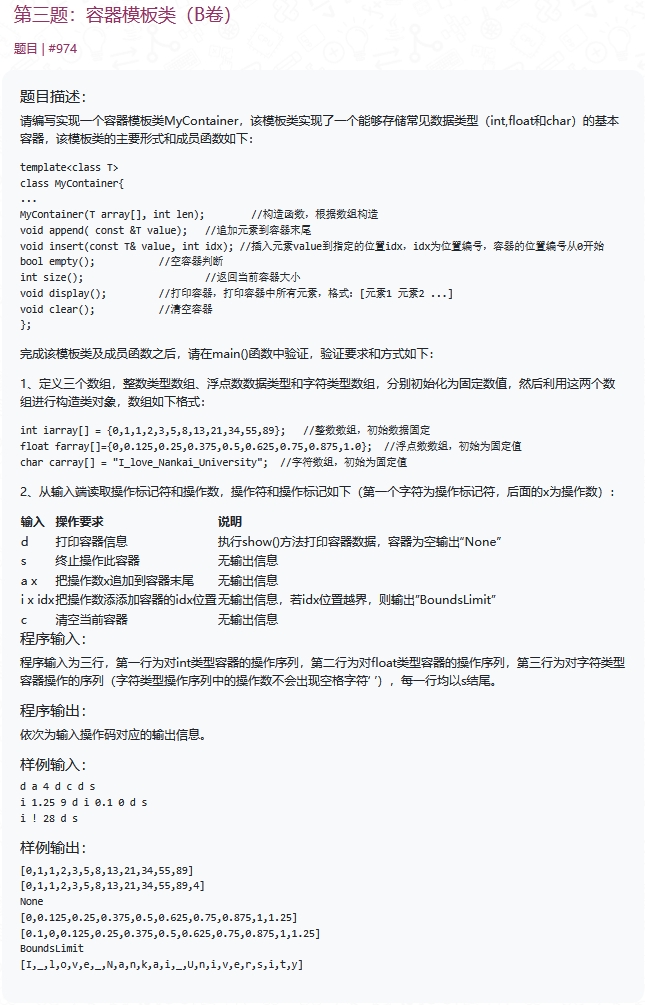 第三题：容器模板类（B卷）
题目 | #974
题目描述：
请编写实现一个容器模板类MyContainer，该模板类实现了一个能够存储常见数据类型（int,float和char）的基本
容器，该模板类的主要形式和成员函数如下：
template<class T>
class MyContainer{
...
MyContainer(T array[], int len); //构造函数，根据数组构造
void append( const &T value); //追加元素到容器末尾
void insert(const T& value, int idx); //插入元素value到指定的位置idx，idx为位置编号，容器的位置编号从0开始
bool empty(); //空容器判断
int size(); //返回当前容器大小
void display(); //打印容器，打印容器中所有元素，格式：[元素1 元素2 ...]
void clear(); //清空容器
};
完成该模板类及成员函数之后，请在main()函数中验证，验证要求和方式如下：
1、定义三个数组，整数类型数组、浮点数数据类型和字符类型数组，分别初始化为固定数值，然后利用这两个数
组进行构造类对象，数组如下格式：
int iarray[] = {0,1,1,2,3,5,8,13,21,34,55,89}; //整数数组，初始数据固定
float farray[]={0,0.125,0.25,0.375,0.5,0.625,0.75,0.875,1.0}; //浮点数数组，初始为固定值
char carray[] = "I_love_Nankai_University"; //字符数组，初始为固定值
2、从输入端读取操作标记符和操作数，操作符和操作标记如下（第一个字符为操作标记符，后面的x为操作数）：
输入 操作要求 说明
d 打印容器信息 执行show()方法打印容器数据，容器为空输出“None”
s 终止操作此容器 无输出信息
a x 把操作数x追加到容器末尾 无输出信息
i x idx把操作数添添加容器的idx位置 无输出信息，若idx位置越界，则输出”BoundsLimit”
c 清空当前容器 无输出信息
程序输入：
程序输入为三行，第一行为对int类型容器的操作序列，第二行为对float类型容器的操作序列，第三行为对字符类型
容器操作的序列（字符类型操作序列中的操作数不会出现空格字符‘ ’），每一行均以s结尾。
程序输出：
依次为输入操作码对应的输出信息。
样例输入：
d a 4 d c d s
i 1.25 9 d i 0.1 0 d s
i ! 28 d s
样例输出：
[0,1,1,2,3,5,8,13,21,34,55,89]
[0,1,1,2,3,5,8,13,21,34,55,89,4]
None
[0,0.125,0.25,0.375,0.5,0.625,0.75,0.875,1,1.25]
[0.1,0,0.125,0.25,0.375,0.5,0.625,0.75,0.875,1,1.25]
BoundsLimit
[I,_,l,o,v,e,_,N,a,n,k,a,i,_,U,n,i,v,e,r,s,i,t,y]